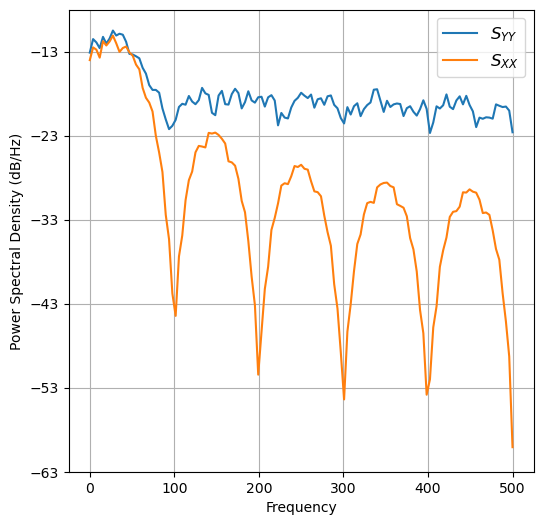 S_YY
S_XX
−13
−23
−33
−43
−53
−63
Power Spectral Density (dB/Hz)
0 100 200 300 400 500
Frequency